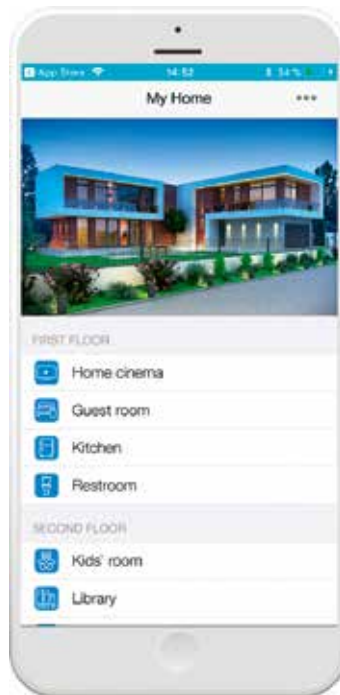 App Store 14:52 34%
My Home
FIRST FLOOR
Home cinema
Guest room
Kitchen
Restroom
SECOND FLOOR
Kids' room
Library